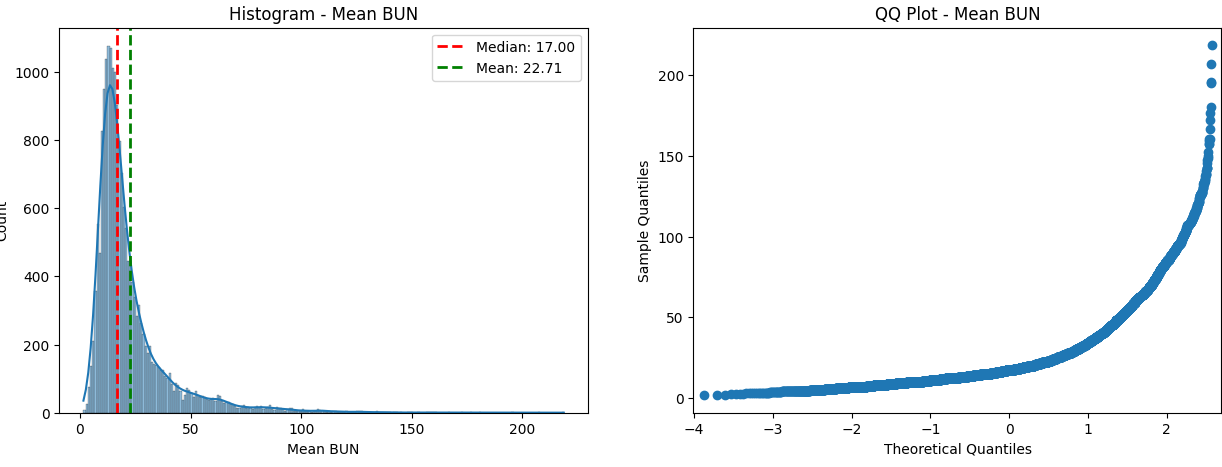 Histogram - Mean BUN
Median: 17.00
Mean: 22.71
Count
1000
800
600
400
200
0
0 50 100 150 200
Mean BUN
QQ Plot - Mean BUN
Sample Quantiles
200
150
100
50
0
−4 −3 −2 −1 0 1 2
Theoretical Quantiles